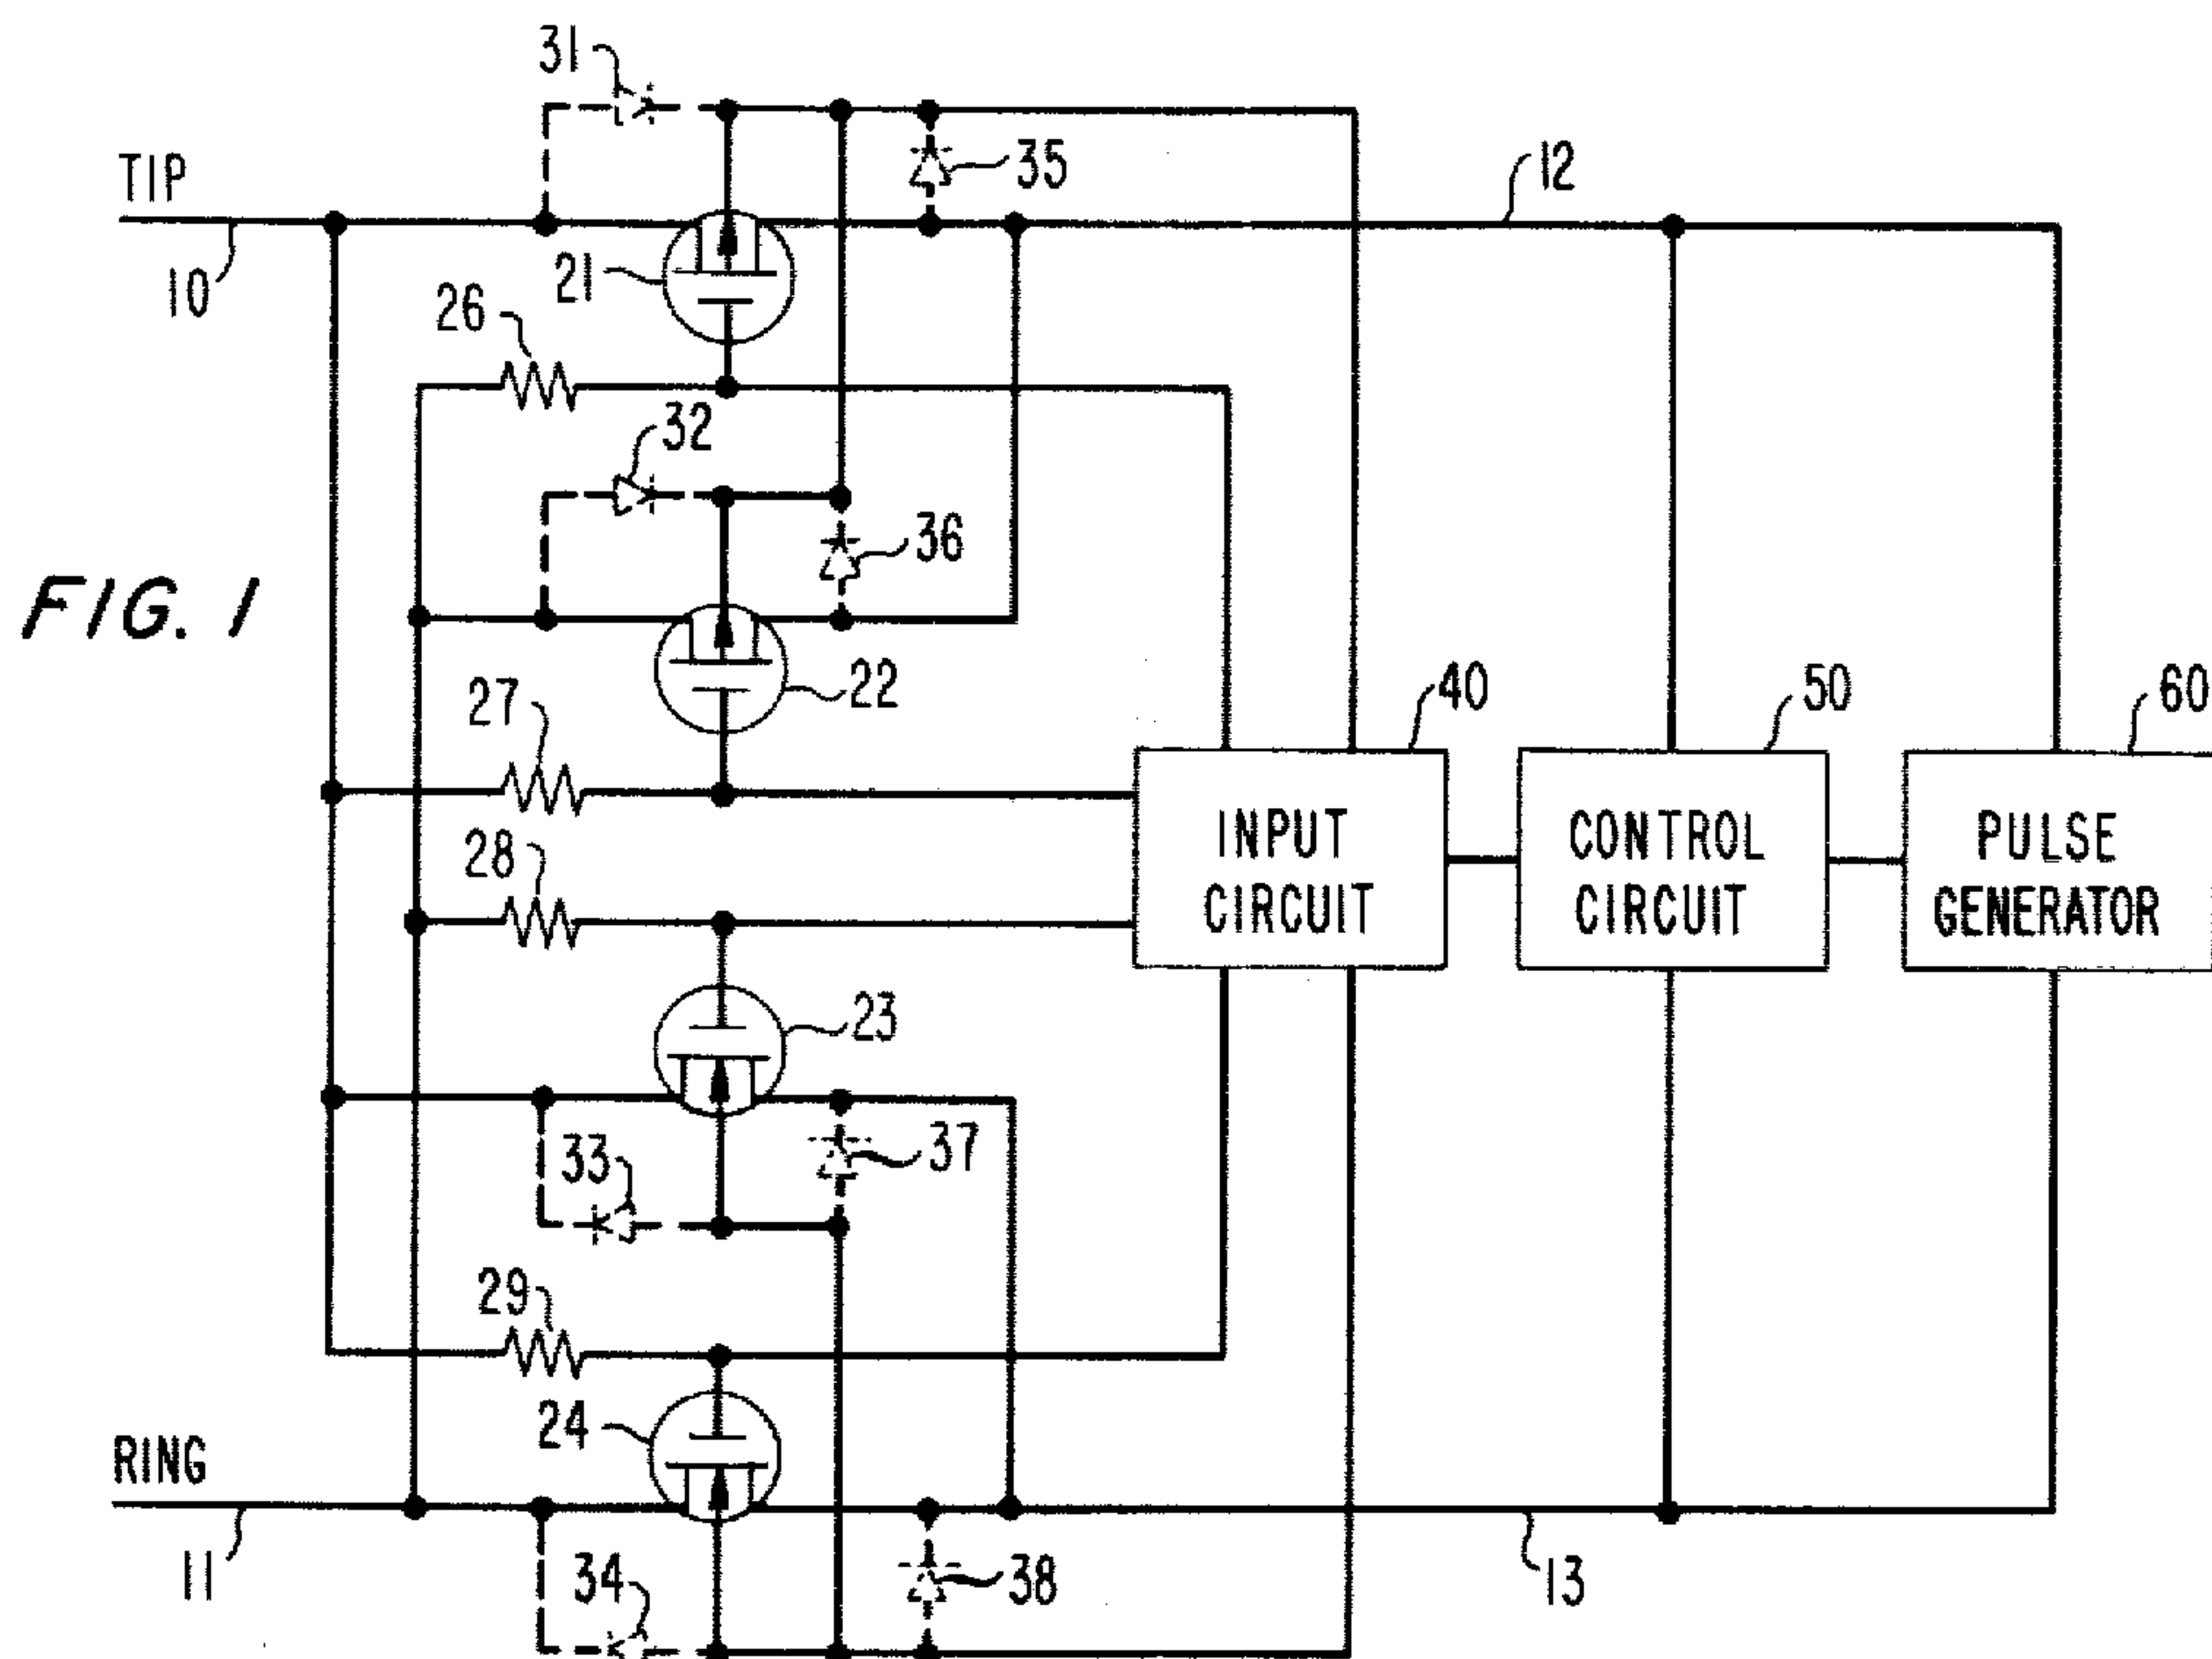 31
TIP
35
12
10
21
26
32
36
FIG. 1
22
27
40
50
60
28
INPUT
CIRCUIT
CONTROL
CIRCUIT
PULSE
GENERATOR
23
33
37
29
24
RING
11
34
38
13